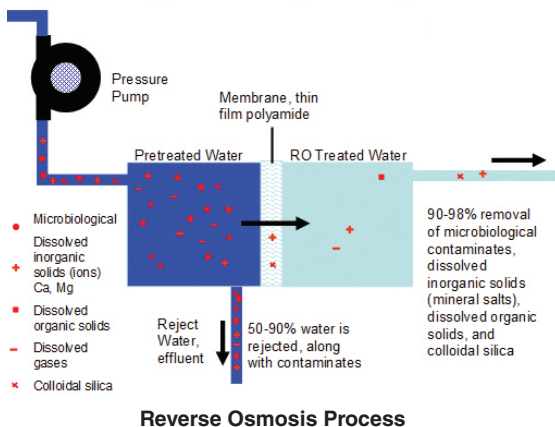 Pressure
Pump
Membrane, thin
film polyamide
Pretreated Water
RO Treated Water
Microbiological
Dissolved
inorganic
solids (ions)
Ca, Mg
Dissolved
organic solids
Dissolved
gases
Colloidal silica
Reject
Water,
effluent
50-90% water is
rejected, along
with contaminates
90-98% removal
of microbiological
contaminates,
dissolved
inorganic solids
(mineral salts),
dissolved organic
solids, and
colloidal silica
Reverse Osmosis Process